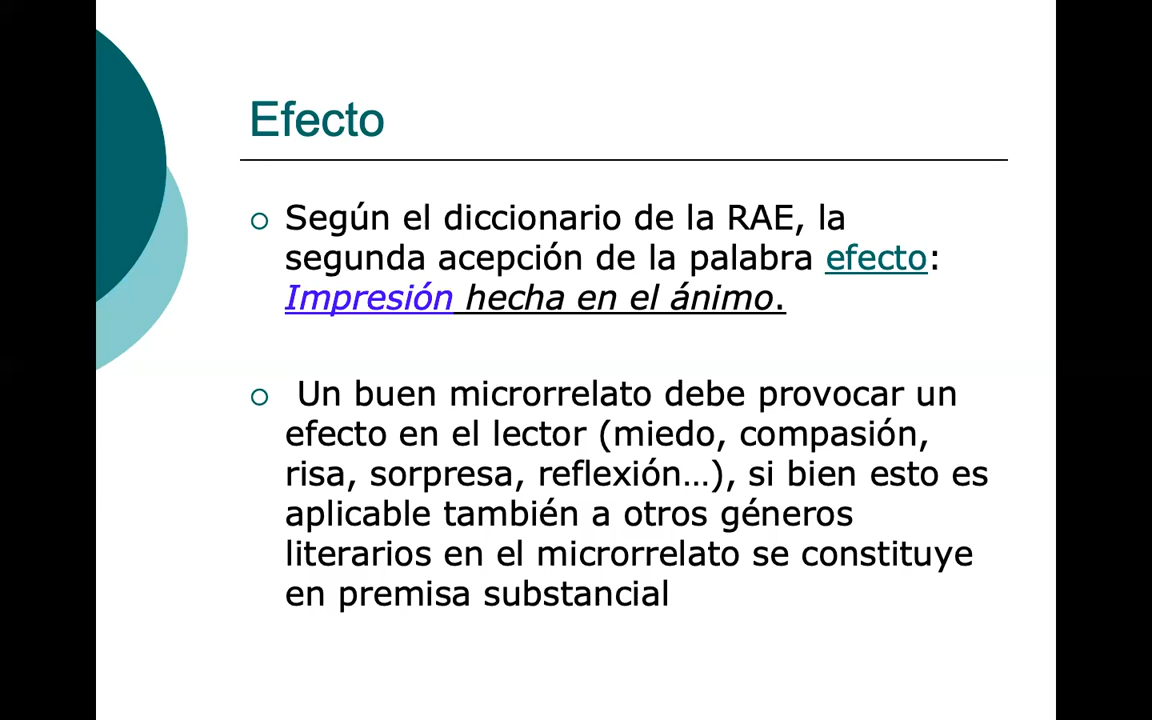 Efecto
Según el diccionario de la RAE, la
segunda acepción de la palabra efecto:
Impresión hecha en el ánimo.
Un buen microrrelato debe provocar un
efecto en el lector (miedo, compasión,
risa, sorpresa, reflexión…), si bien esto es
aplicable también a otros géneros
literarios en el microrrelato se constituye
en premisa substancial